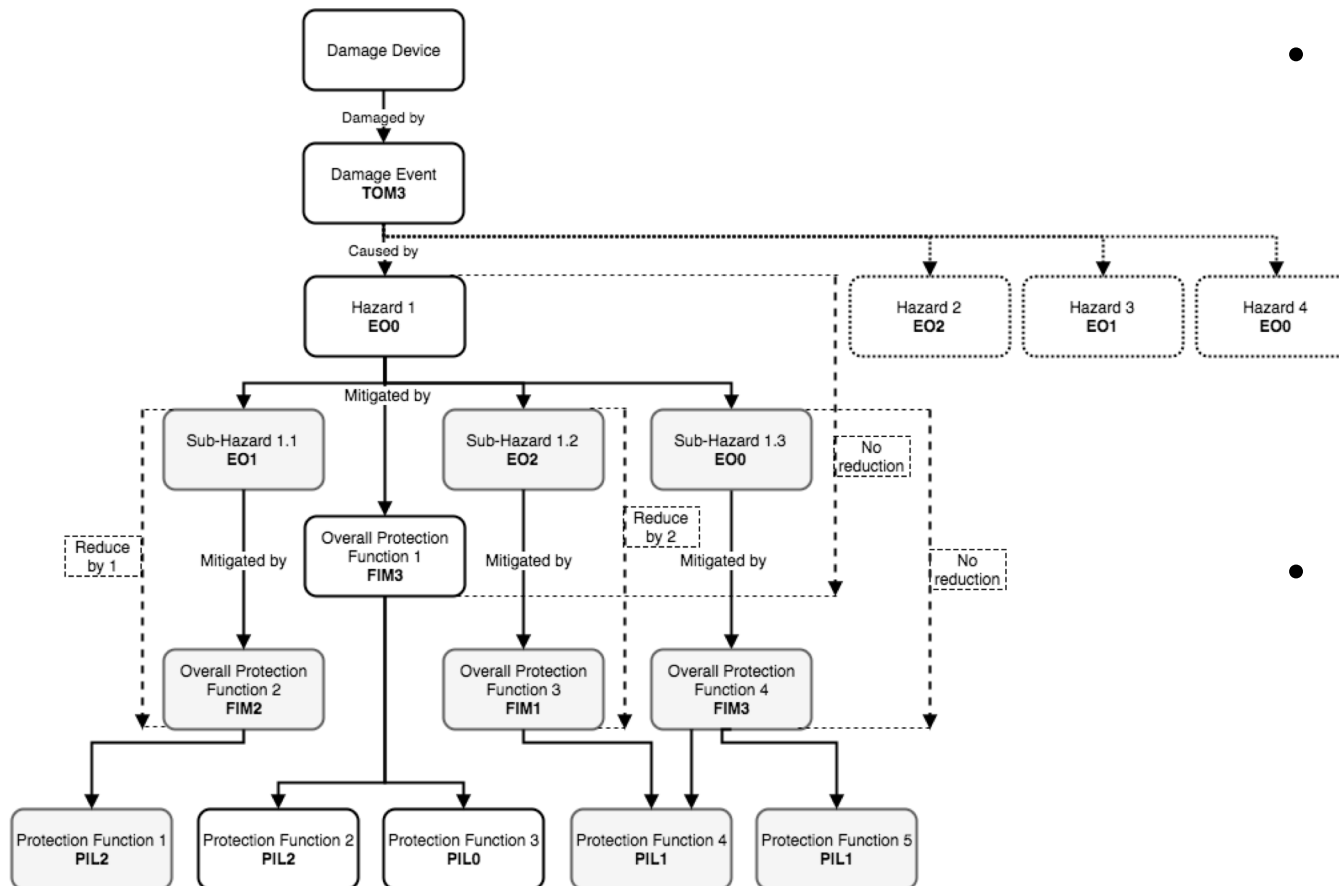 Damage Device
Damaged by
Damage Event
TOM3
Caused by
Hazard 1
EO0
Hazard 2
EO2
Hazard 3
EO1
Hazard 4
EO0
Mitigated by
Sub-Hazard 1.1
EO1
Sub-Hazard 1.2
EO2
Sub-Hazard 1.3
EO0
No
reduction
Reduce
by 1
Mitigated by
Overall Protection
Function 1
FIM3
Mitigated by
Reduce
by 2
Mitigated by
No
reduction
Overall Protection
Function 2
FIM2
Overall Protection
Function 3
FIM1
Overall Protection
Function 4
FIM3
Protection Function 1
PIL2
Protection Function 2
PIL2
Protection Function 3
PIL0
Protection Function 4
PIL1
Protection Function 5
PIL1